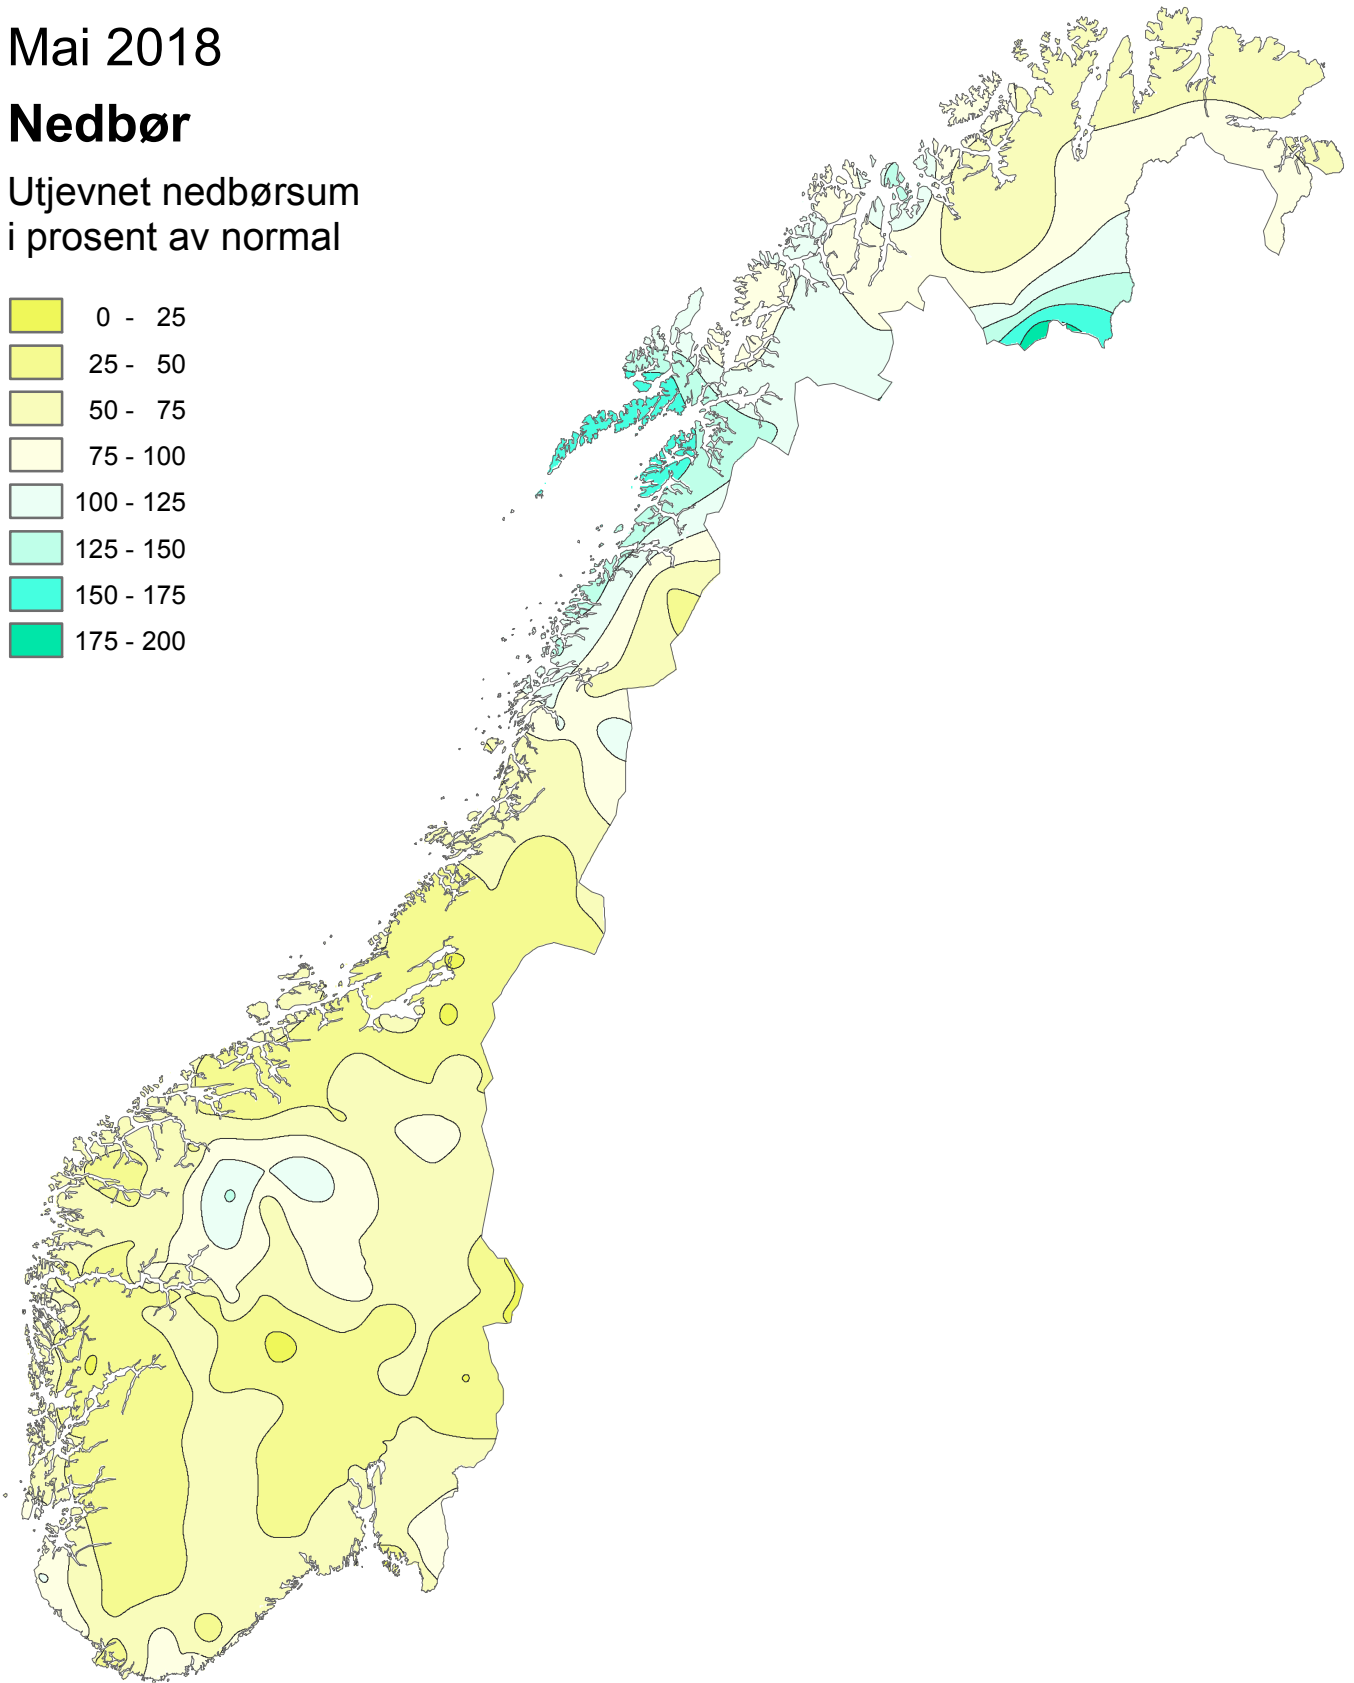 Mai 2018
Nedbør
Utjevnet nedbørsum
i prosent av normal
0 - 25
25 - 50
50 - 75
75 - 100
100 - 125
125 - 150
150 - 175
175 - 200